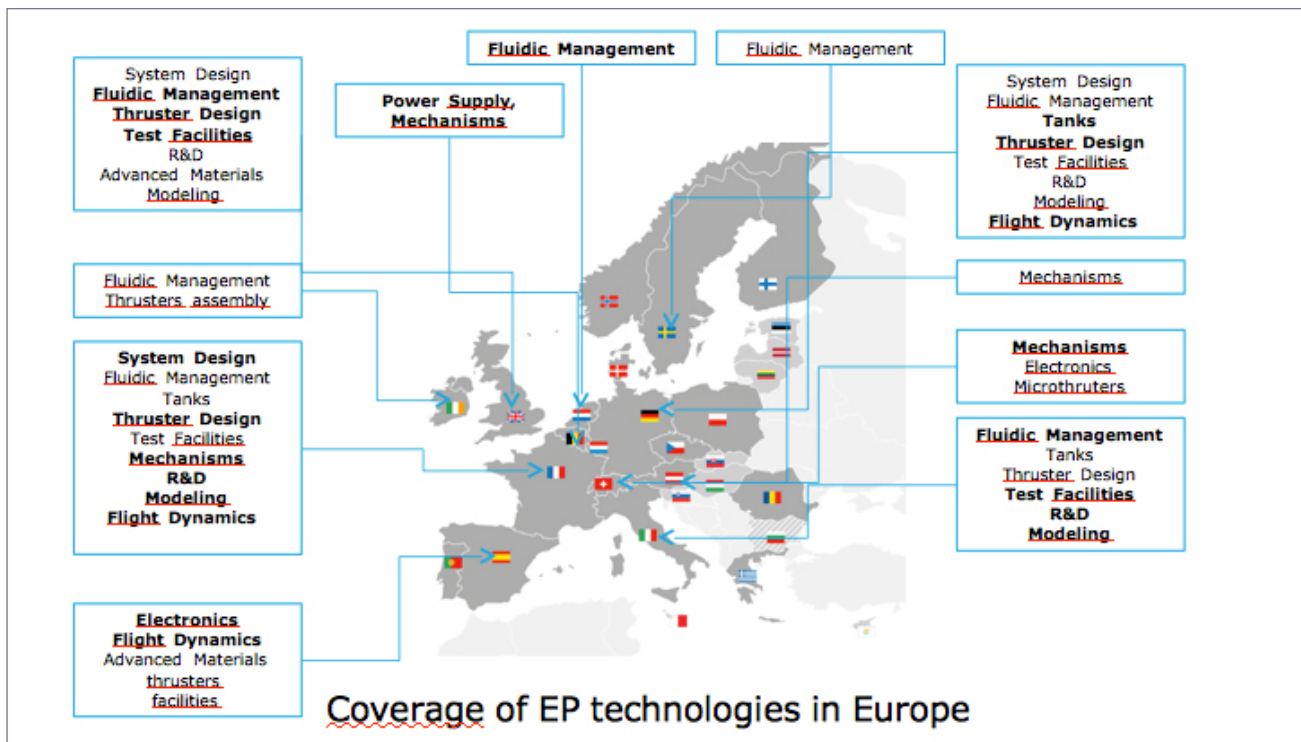 Fluidic Management
Fluidic Management
System Design
Fluidic Management
Thruster Design
Test Facilities
R&D
Advanced Materials
Modeling
Power Supply,
Mechanisms
System Design
Fluidic Management
Tanks
Thruster Design
Test Facilities
R&D
Modeling
Flight Dynamics
Fluidic Management
Thrusters assembly
Mechanisms
System Design
Fluidic Management
Tanks
Thruster Design
Test Facilities
Mechanisms
R&D
Modeling
Flight Dynamics
Mechanisms
Electronics
Microthruters
Fluidic Management
Tanks
Thruster Design
Test Facilities
R&D
Modeling
Electronics
Flight Dynamics
Advanced Materials
thrusters
facilities
Coverage of EP technologies in Europe